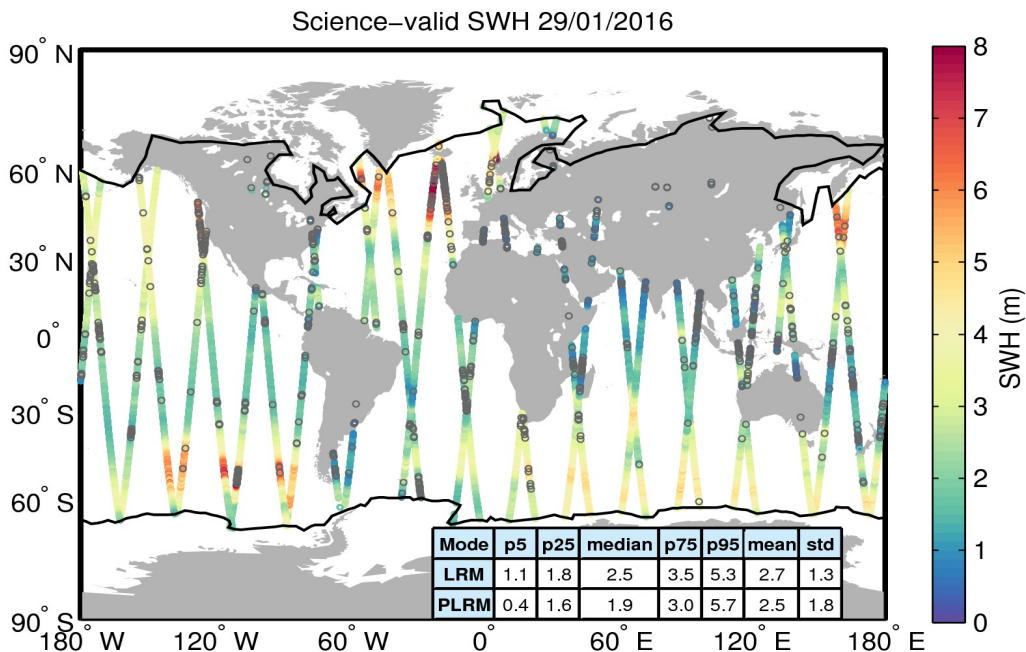 Science−valid SWH 29/01/2016
90° N
60° N
30° N
0°
30° S
60° S
90° S
180° W
120° W
60° W
0°
60° E
120° E
180° E
8
7
6
5
4
3
2
1
0
SWH (m)
Mode p5 p25 median p75 p95 mean std
LRM 1.1 1.8 2.5 3.5 5.3 2.7 1.3
PLRM 0.4 1.6 1.9 3.0 5.7 2.5 1.8